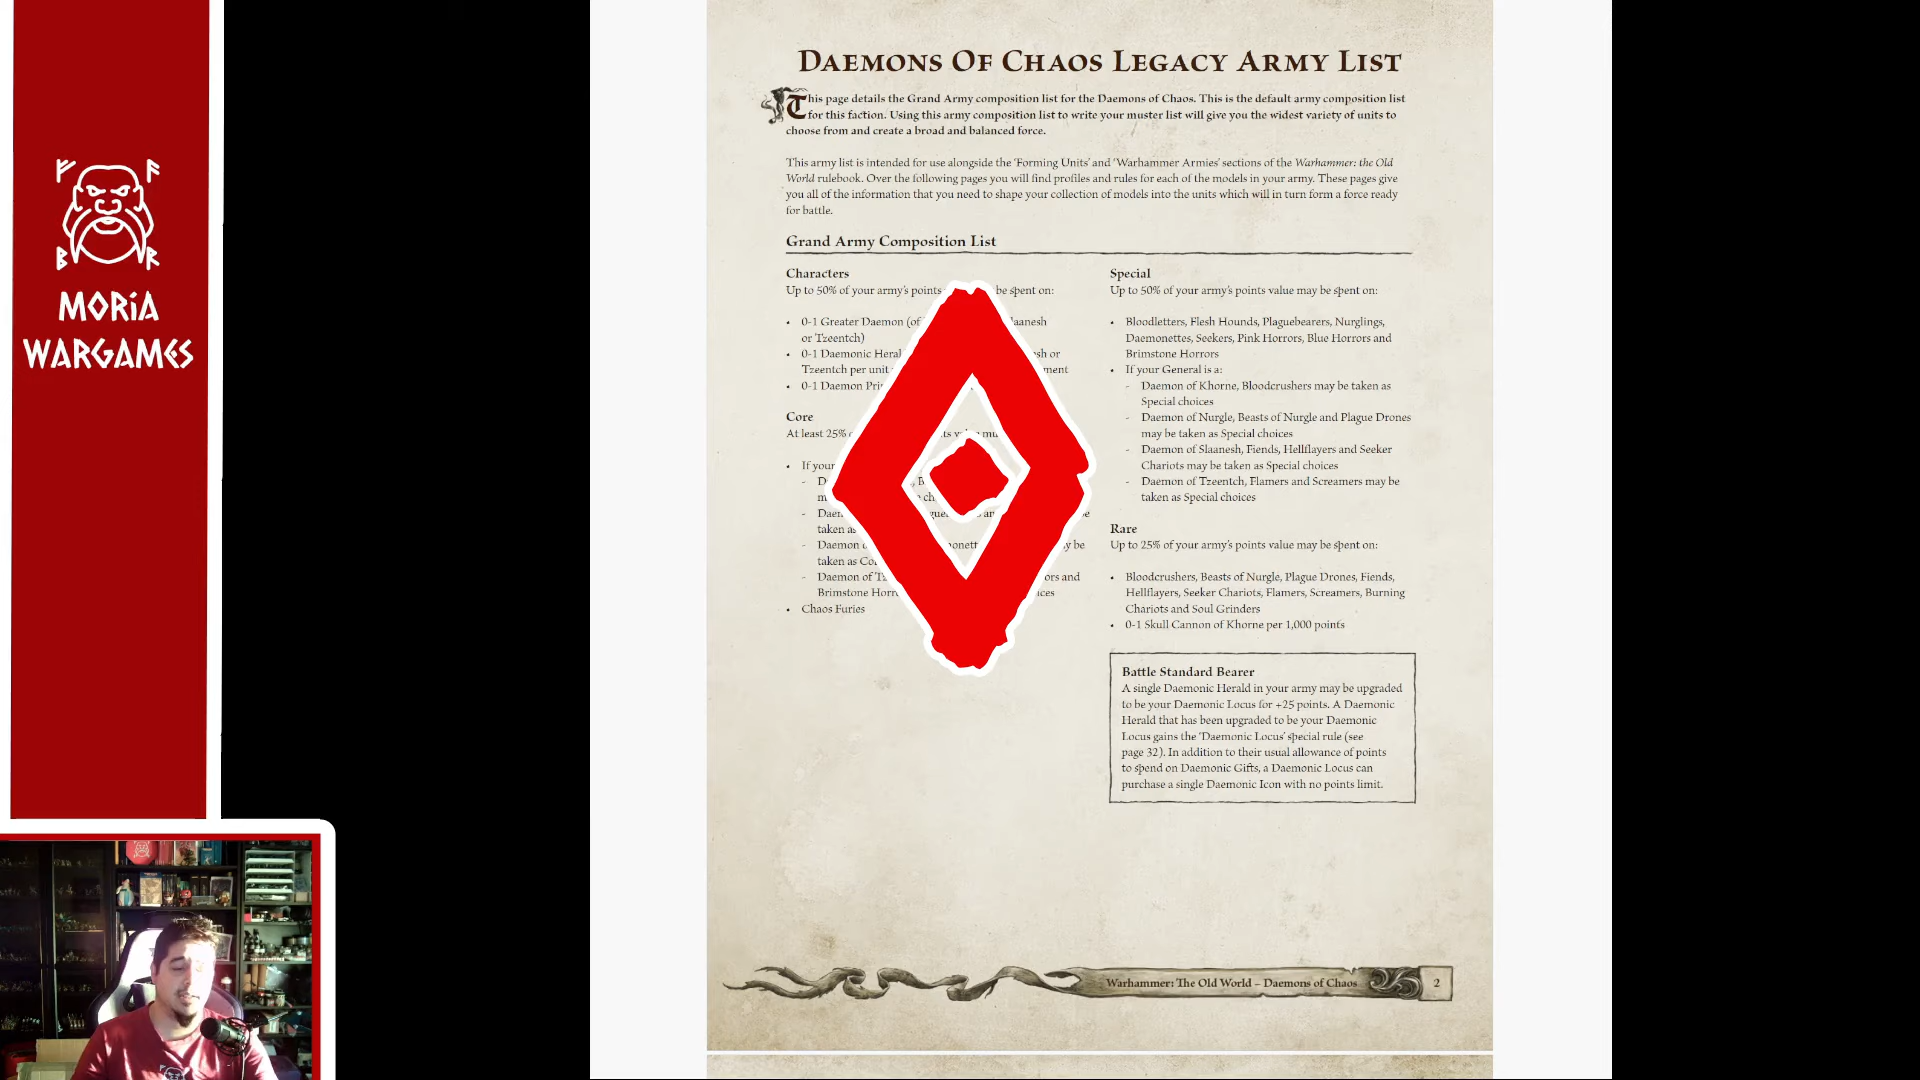 MORIA
WARGAMES
DAEMONS OF CHAOS LEGACY ARMY LIST
This page details the Grand Army composition list for the Daemons of Chaos. This is the default army composition list
for this faction. Using this army composition list to write your muster list will give you the widest variety of units to
choose from and create a broad and balanced force.
This army list is intended for use alongside the 'Forming Units' and 'Warhammer Armies' sections of the Warhammer: the Old
World rulebook. Over the following pages you will find profiles and rules for each of the models in your army. These pages give
you all of the information that you need to shape your collection of models into the units which will in turn form a force ready
for battle.
Grand Army Composition List
Characters
Up to 50% of your army's points be spent on:
• 0-1 Greater Daemon
or Tzeentch)
• 0-1 Daemonic or
Tzeentch per unit
• 0-1 Daemon
Core
At least 25%
• If your
-
-
taken as
- Daemon be
taken as
- Daemon of and
Brimstone
• Chaos Furies
Special
Up to 50% of your army's points value may be spent on:
• Bloodletters, Flesh Hounds, Plaguebearers, Nurglings,
Daemonettes, Seekers, Pink Horrors, Blue Horrors and
Brimstone Horrors
• If your General is a:
- Daemon of Khorne, Bloodcrushers may be taken as
Special choices
- Daemon of Nurgle, Beasts of Nurgle and Plague Drones
may be taken as Special choices
- Daemon of Slaanesh, Fiends, Hellflayers and Seeker
Chariots may be taken as Special choices
- Daemon of Tzeentch, Flamers and Screamers may be
taken as Special choices
Rare
Up to 25% of your army's points value may be spent on:
• Bloodcrushers, Beasts of Nurgle, Plague Drones, Fiends,
Hellflayers, Seeker Chariots, Flamers, Screamers, Burning
Chariots and Soul Grinders
• 0-1 Skull Cannon of Khorne per 1,000 points
Battle Standard Bearer
A single Daemonic Herald in your army may be upgraded
to be your Daemonic Locus for +25 points. A Daemonic
Herald that has been upgraded to be your Daemonic
Locus gains the 'Daemonic Locus' special rule (see
page 32). In addition to their usual allowance of points
to spend on Daemonic Gifts, a Daemonic Locus can
purchase a single Daemonic Icon with no points limit.
Warhammer: The Old World – Daemons of Chaos 2